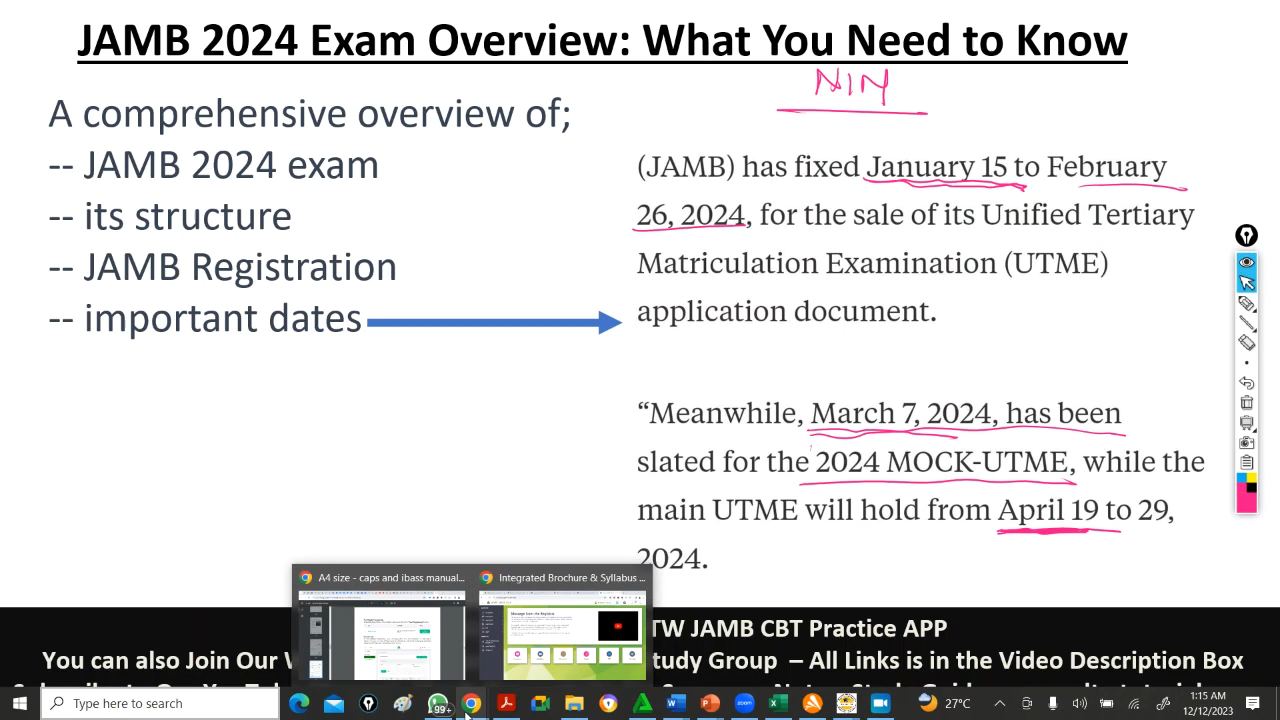 JAMB 2024 Exam Overview: What You Need to Know
NIN
A comprehensive overview of;
-- JAMB 2024 exam
-- its structure
-- JAMB Registration
-- important dates
(JAMB) has fixed January 15 to February
26, 2024, for the sale of its Unified Tertiary
Matriculation Examination (UTME)
application document.
“Meanwhile, March 7, 2024, has been
slated for the 2024 MOCK-UTME, while the
main UTME will hold from April 19 to 29,
2024.
A4 size - caps and ibass manual...
Integrated Brochure & Syllabus ...
Message from the Registrar
TW JAMB CBT Practice APP
You can also Join Our W
tudy Group – All Links is in the Video Description Box
Type here to search
99+
zoom
27°C
1:15 AM
12/12/2023